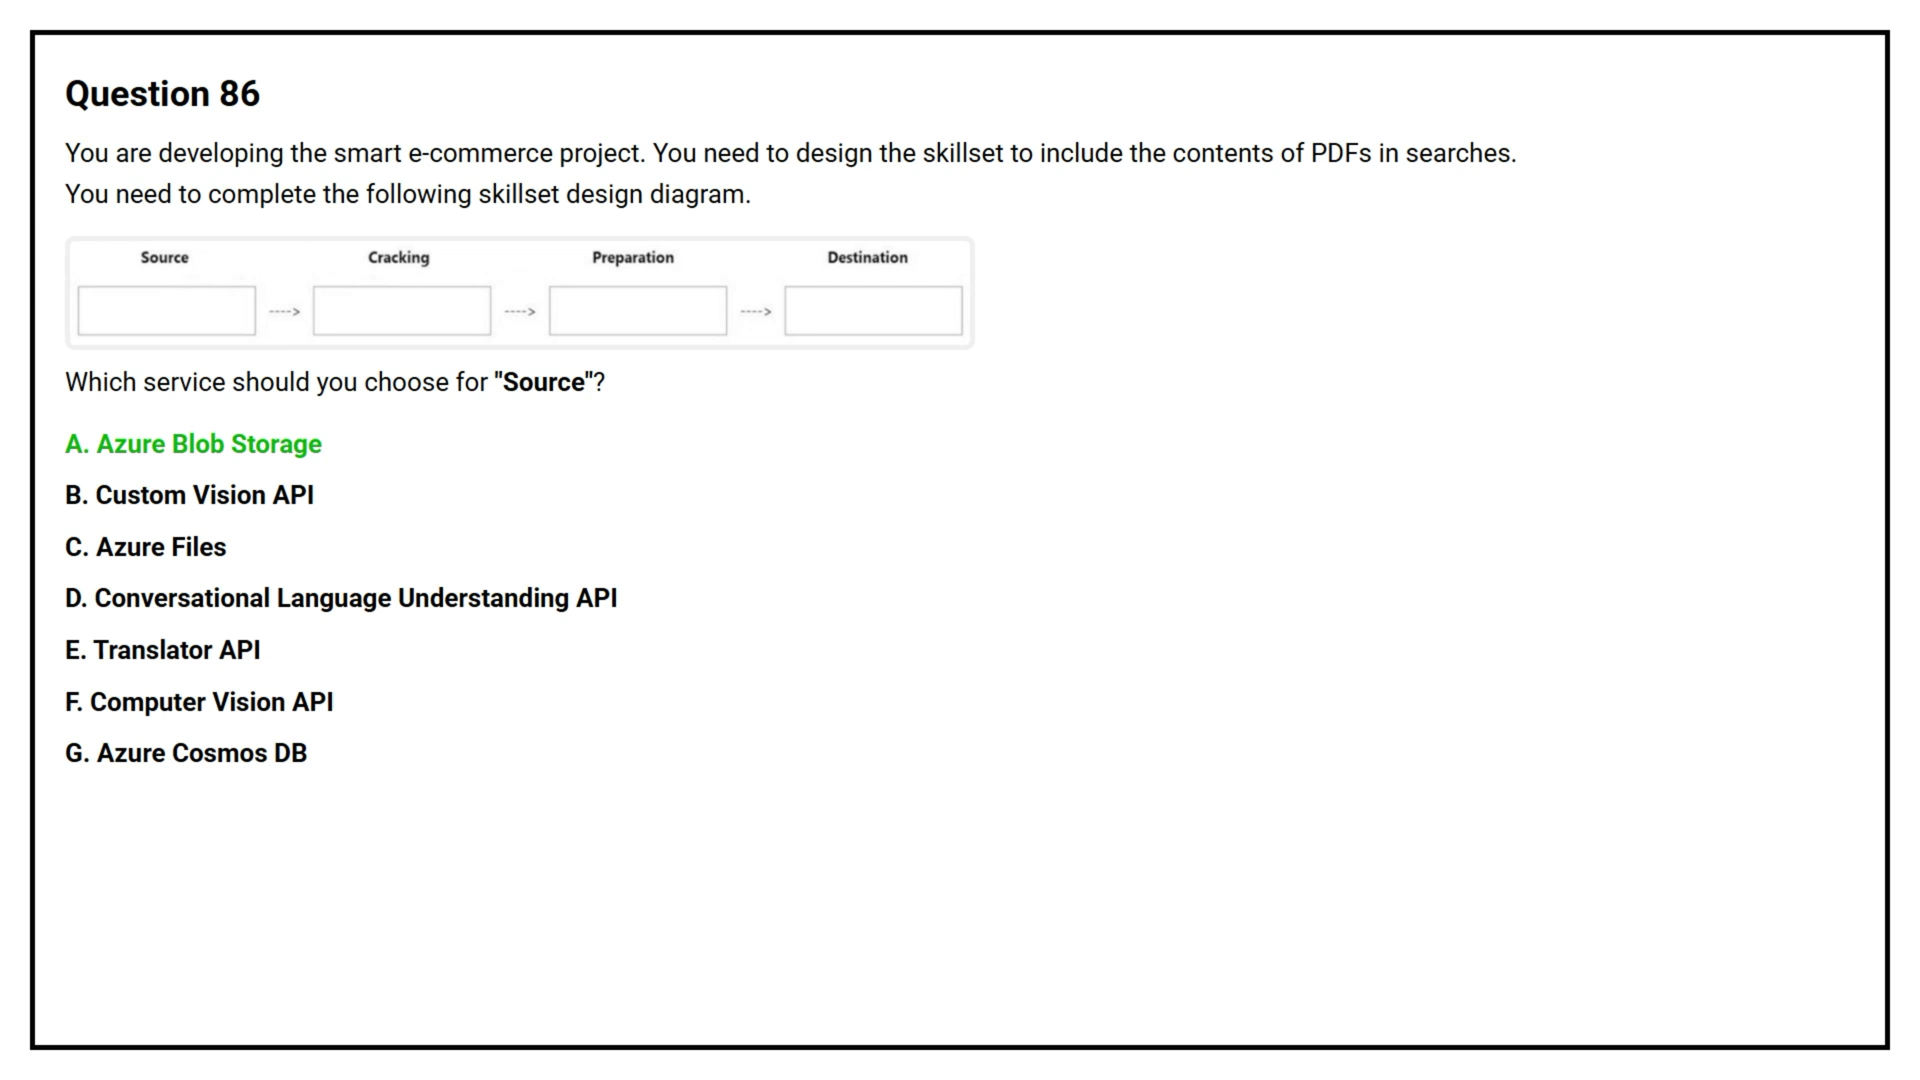 Question 86
You are developing the smart e-commerce project. You need to design the skillset to include the contents of PDFs in searches.
You need to complete the following skillset design diagram.
Source Cracking Preparation Destination
----> ----> ---->
Which service should you choose for "Source"?
A. Azure Blob Storage
B. Custom Vision API
C. Azure Files
D. Conversational Language Understanding API
E. Translator API
F. Computer Vision API
G. Azure Cosmos DB